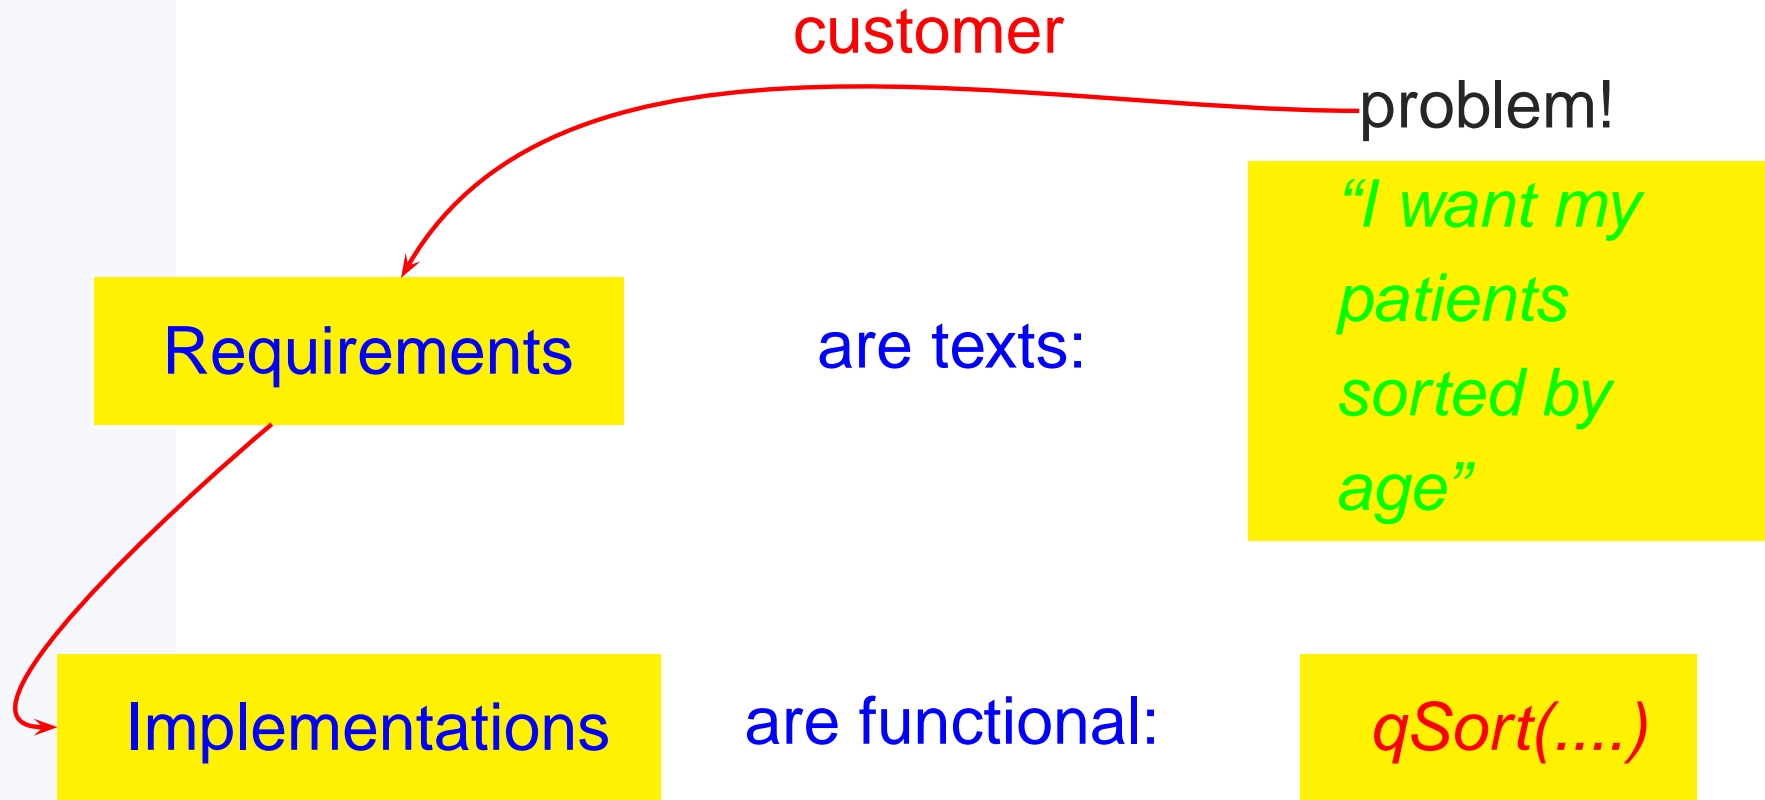 customer
problem!
“I want my
patients
sorted by
age”
Requirements
are texts:
Implementations
are functional:
qSort(....)